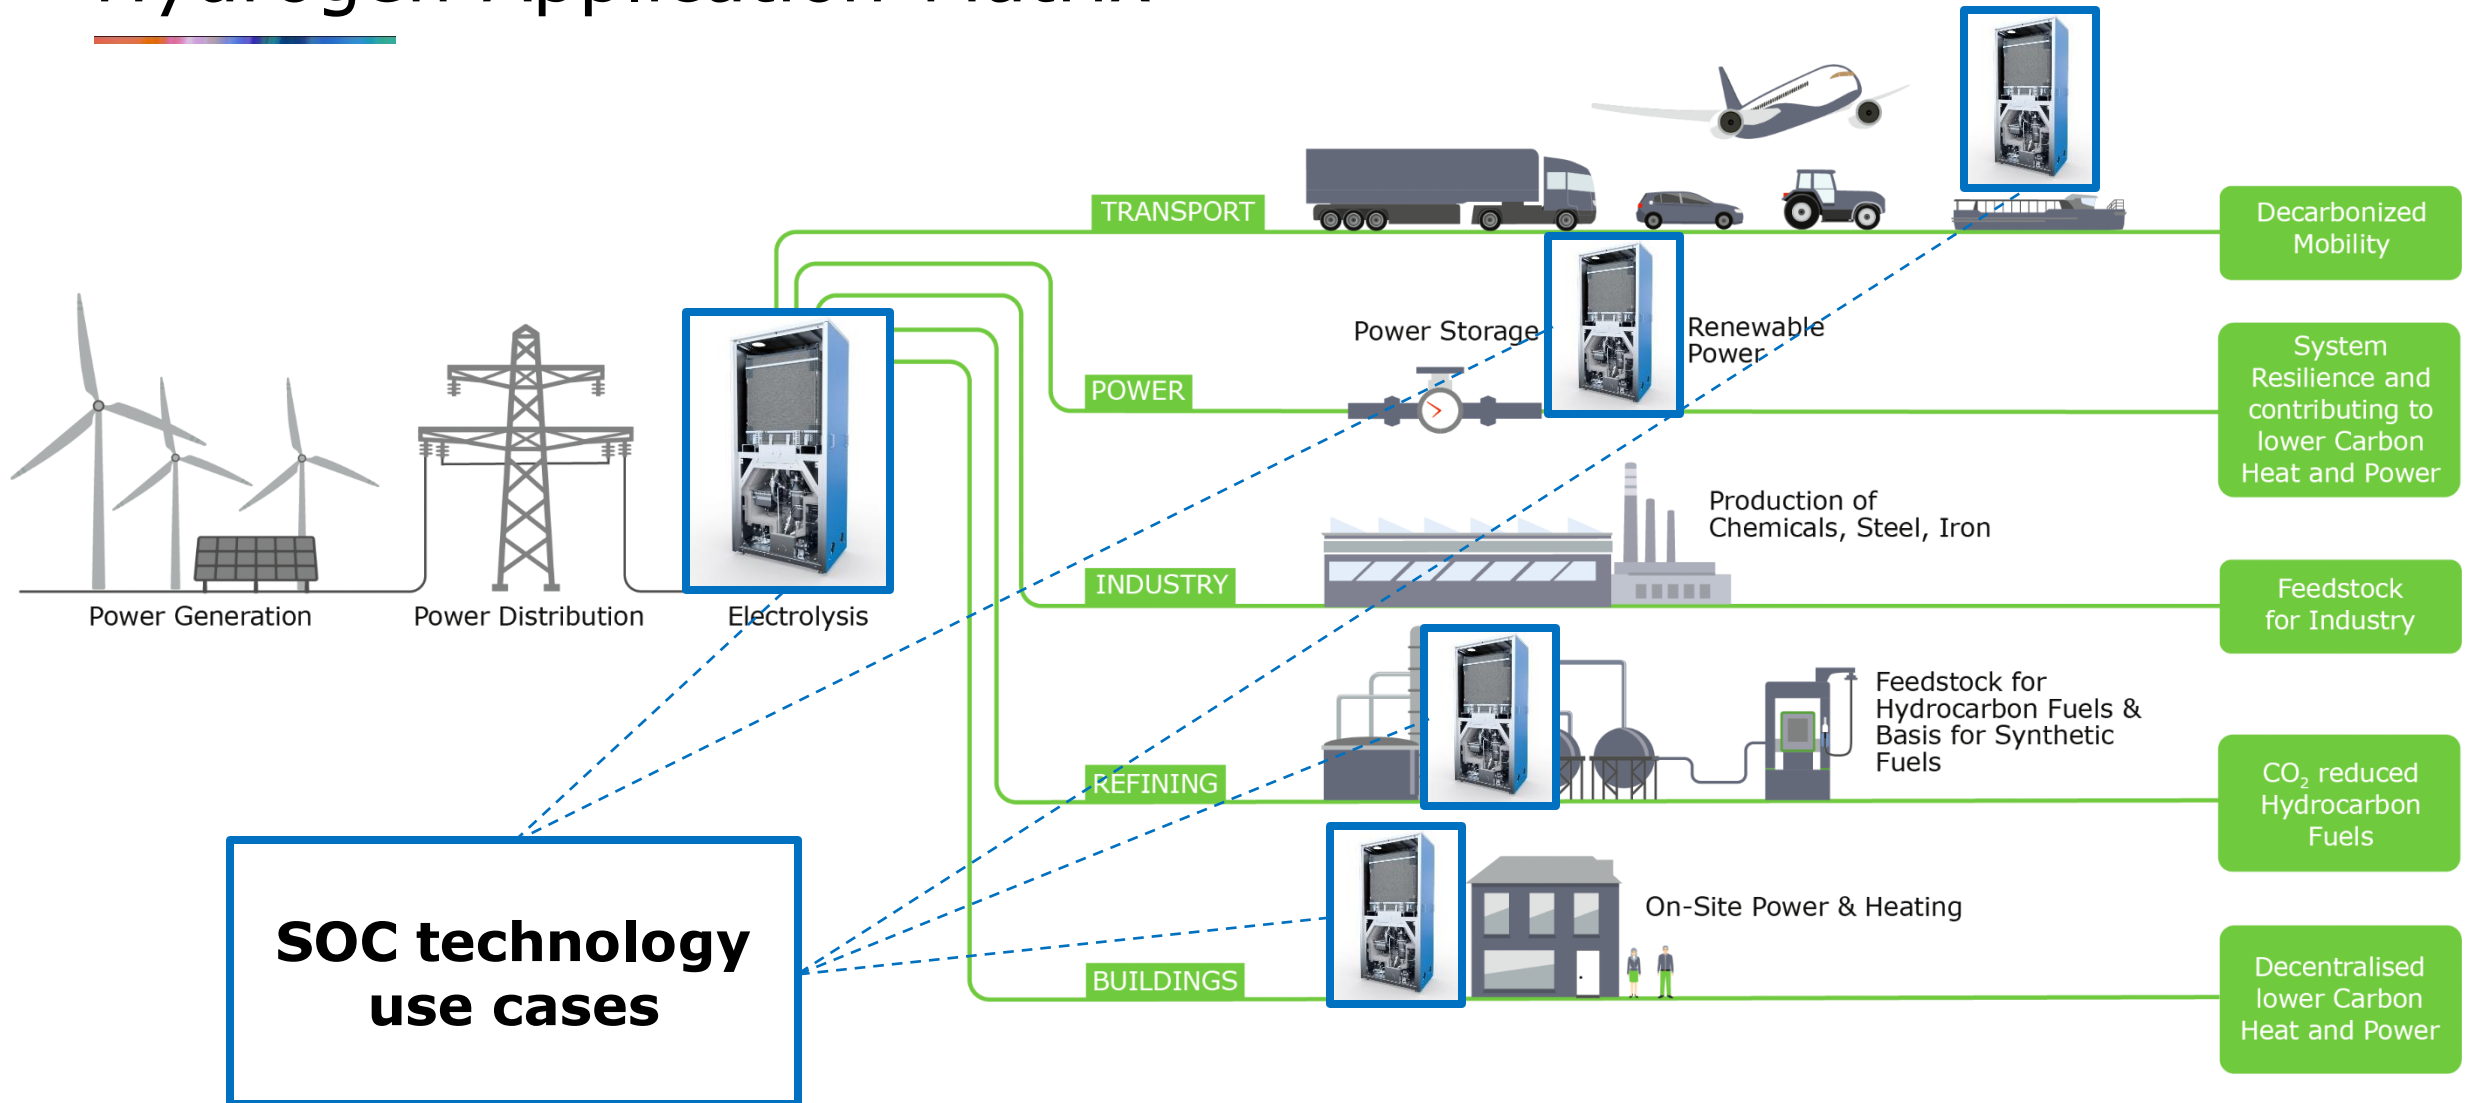 Hydrogen Application Matrix
TRANSPORT
Decarbonized
Mobility
Power Storage
Renewable
Power
POWER
System
Resilience and
contributing to
lower Carbon
Heat and Power
Production of
Chemicals, Steel, Iron
INDUSTRY
Feedstock
for Industry
Power Generation
Power Distribution
Electrolysis
Feedstock for
Hydrocarbon Fuels &
Basis for Synthetic
Fuels
REFINING
CO₂ reduced
Hydrocarbon
Fuels
SOC technology
use cases
On-Site Power & Heating
BUILDINGS
Decentralised
lower Carbon
Heat and Power